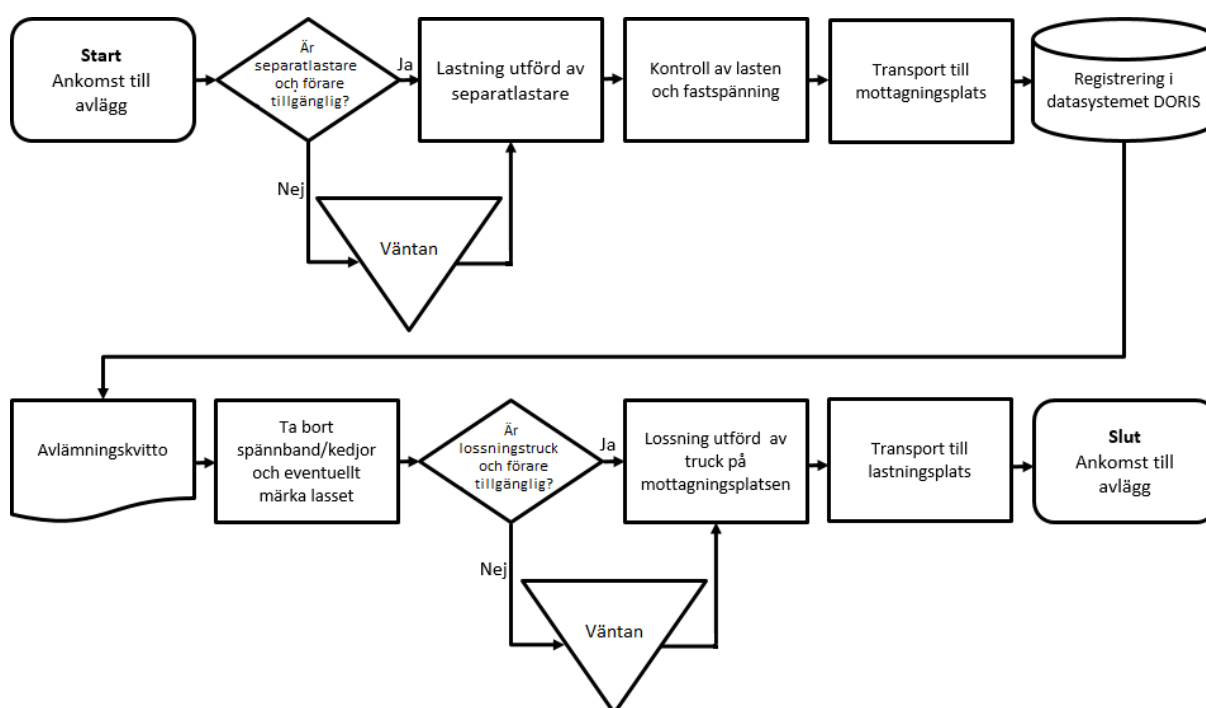 Start
Ankomst till
avlägg
Är
separatlastare
och förare
tillgänglig?
Ja
Nej
Väntan
Lastning utförd av
separatlastare
Kontroll av lasten
och fastspänning
Transport till
mottagningsplats
Registrering i
datasystemet DORIS
Avlämningskvitto
Ta bort
spännband/kedjor
och eventuellt
märka lasset
Är
lossningstruck
och förare
tillgänglig?
Ja
Nej
Väntan
Lossning utförd av
truck på
mottagningsplatsen
Transport till
lastningsplats
Slut
Ankomst till
avlägg